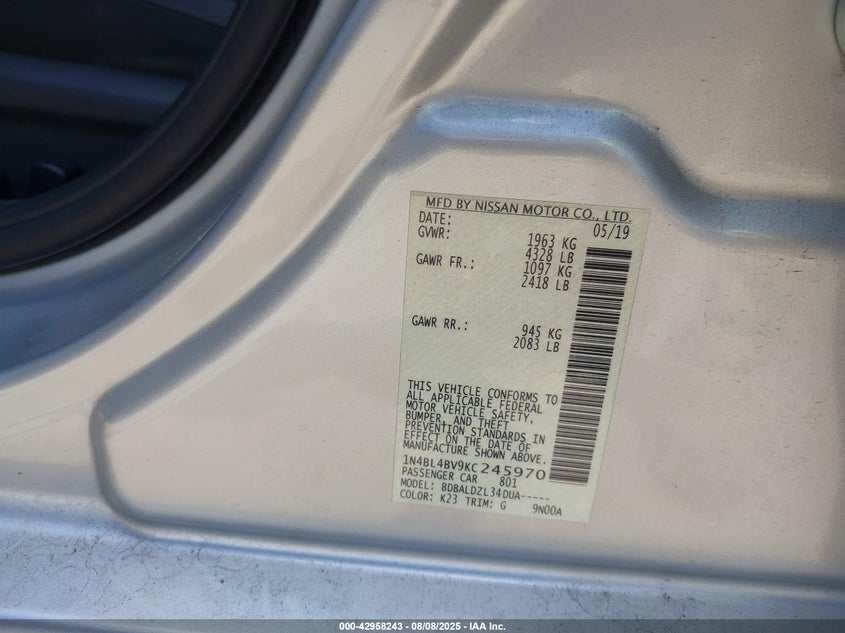 MFD BY NISSAN MOTOR CO., LTD.
DATE: 05/19
GVWR: 1963 KG
4328 LB
GAWR FR.: 1097 KG
2418 LB
GAWR RR.: 945 KG
2083 LB
THIS VEHICLE CONFORMS TO
ALL APPLICABLE FEDERAL
MOTOR VEHICLE SAFETY,
BUMPER, AND THEFT
PREVENTION STANDARDS IN
EFFECT ON THE DATE OF
MANUFACTURE SHOWN ABOVE.
1N4BL4BV9KC245970
PASSENGER CAR 801
MODEL: BDBALDZL34DUA-----
COLOR: K23 TRIM: G 9N00A
000-42958243 - 08/08/2025 - IAA Inc.